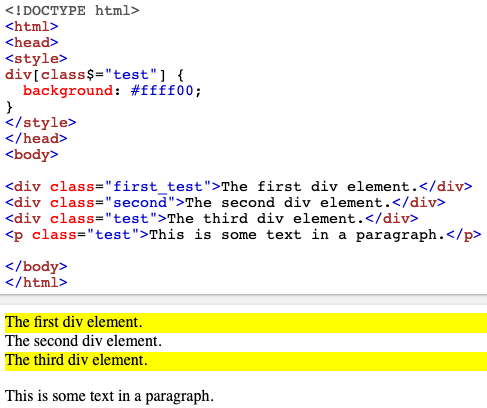 <!DOCTYPE html>
<html>
<head>
<style>
div[class$="test"] {
  background: #ffff00;
}
</style>
</head>
<body>

<div class="first_test">The first div element.</div>
<div class="second">The second div element.</div>
<div class="test">The third div element.</div>
<p class="test">This is some text in a paragraph.</p>

</body>
</html>
The first div element.
The second div element.
The third div element.
This is some text in a paragraph.